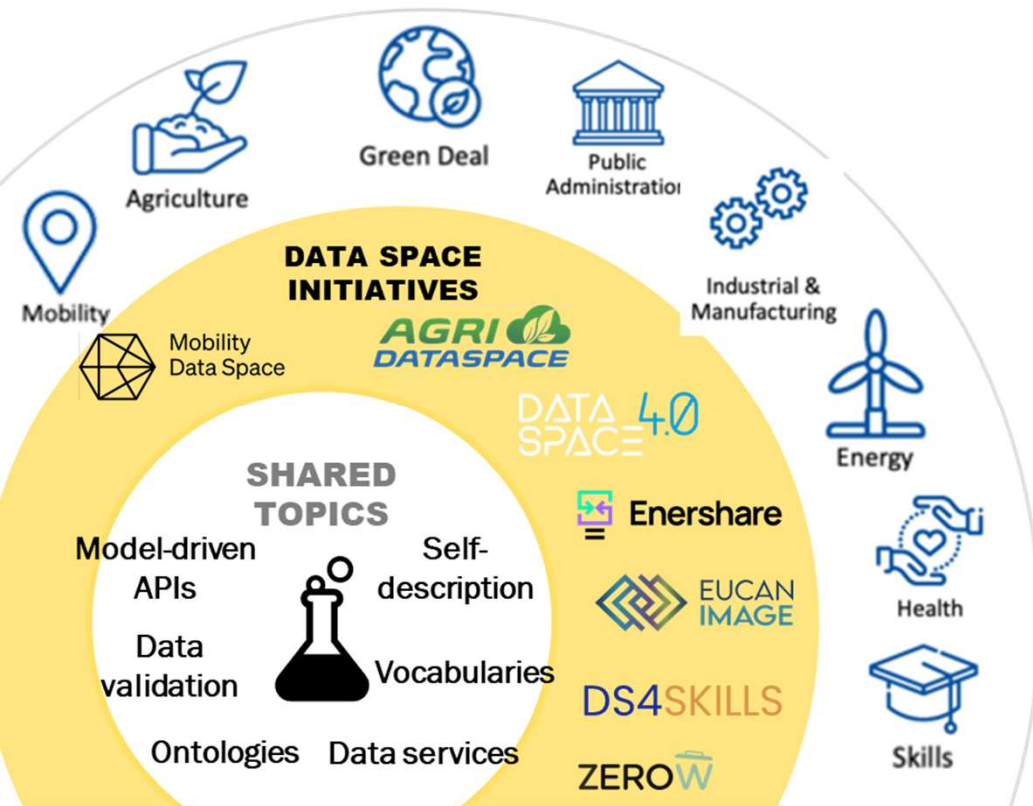 Green Deal
Public
Administration
Agriculture
Industrial &
Manufacturing
Mobility
DATA SPACE
INITIATIVES
Mobility
Data Space
AGRI
DATASPACE
DATA
SPACE 4.0
Energy
Enershare
EUCAN
IMAGE
Health
DS4SKILLS
Skills
ZEROW
SHARED
TOPICS
Model-driven
APIs
Self-
description
Data
validation
Vocabularies
Ontologies
Data services